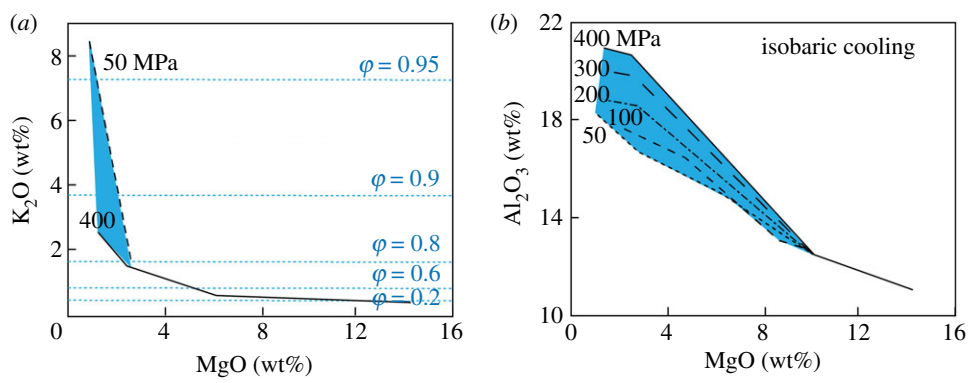 (a)
8
6
4
2
0
4
8
12
16
K₂O (wt%)
MgO (wt%)
50 MPa
400
φ = 0.95
φ = 0.9
φ = 0.8
φ = 0.6
φ = 0.2
(b)
22
18
14
10
0
4
8
12
16
Al₂O₃ (wt%)
MgO (wt%)
400 MPa
300
200
100
50
isobaric cooling